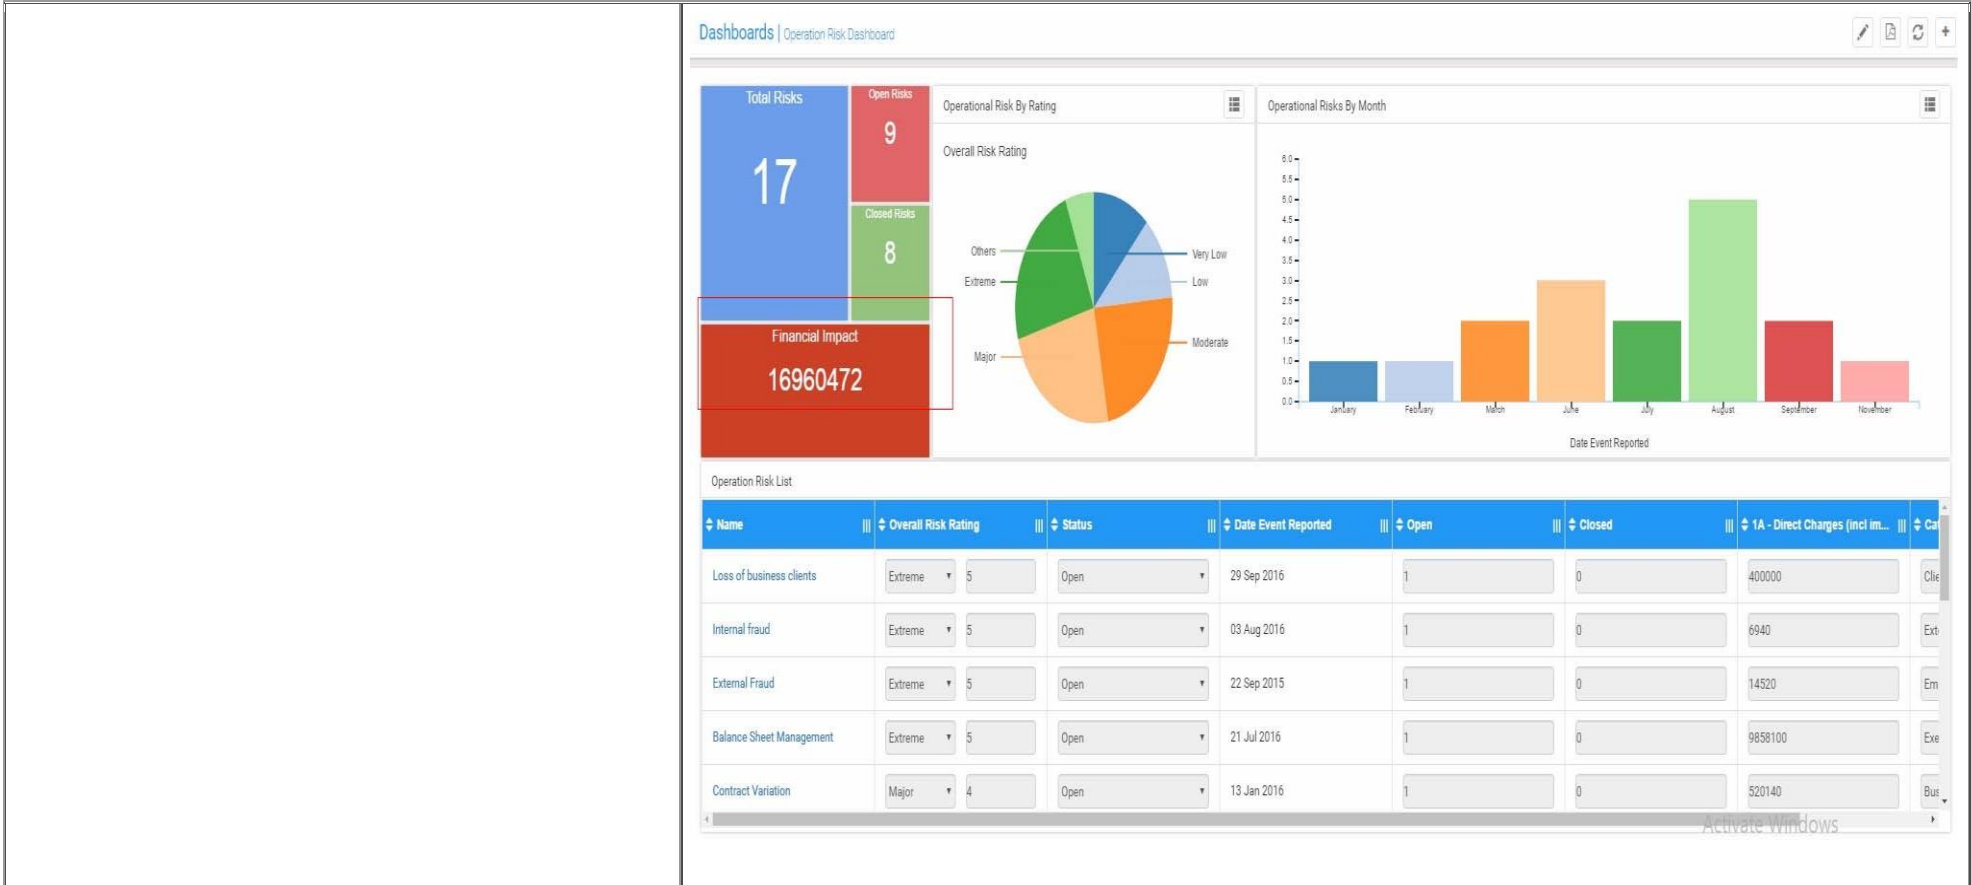 Dashboards | Operation Risk Dashboard
Total Risks
17
Open Risks
9
Closed Risks
8
Financial Impact
16960472
Operational Risk By Rating
Overall Risk Rating
Others
Extreme
Major
Very Low
Low
Moderate
Operational Risks By Month
6.0
5.5
5.0
4.5
4.0
3.5
3.0
2.5
2.0
1.5
1.0
0.5
0.0
January February March June July August September November
Date Event Reported
Operation Risk List
Name Overall Risk Rating Status Date Event Reported Open Closed 1A - Direct Charges (incl im... Cat
Loss of business clients Extreme 5 Open 29 Sep 2016 1 0 400000 Clie
Internal fraud Extreme 5 Open 03 Aug 2016 1 0 6940 Ext
External Fraud Extreme 5 Open 22 Sep 2015 1 0 14520 Em
Balance Sheet Management Extreme 5 Open 21 Jul 2016 1 0 9858100 Exe
Contract Variation Major 4 Open 13 Jan 2016 1 0 520140 Bus
Activate Windows